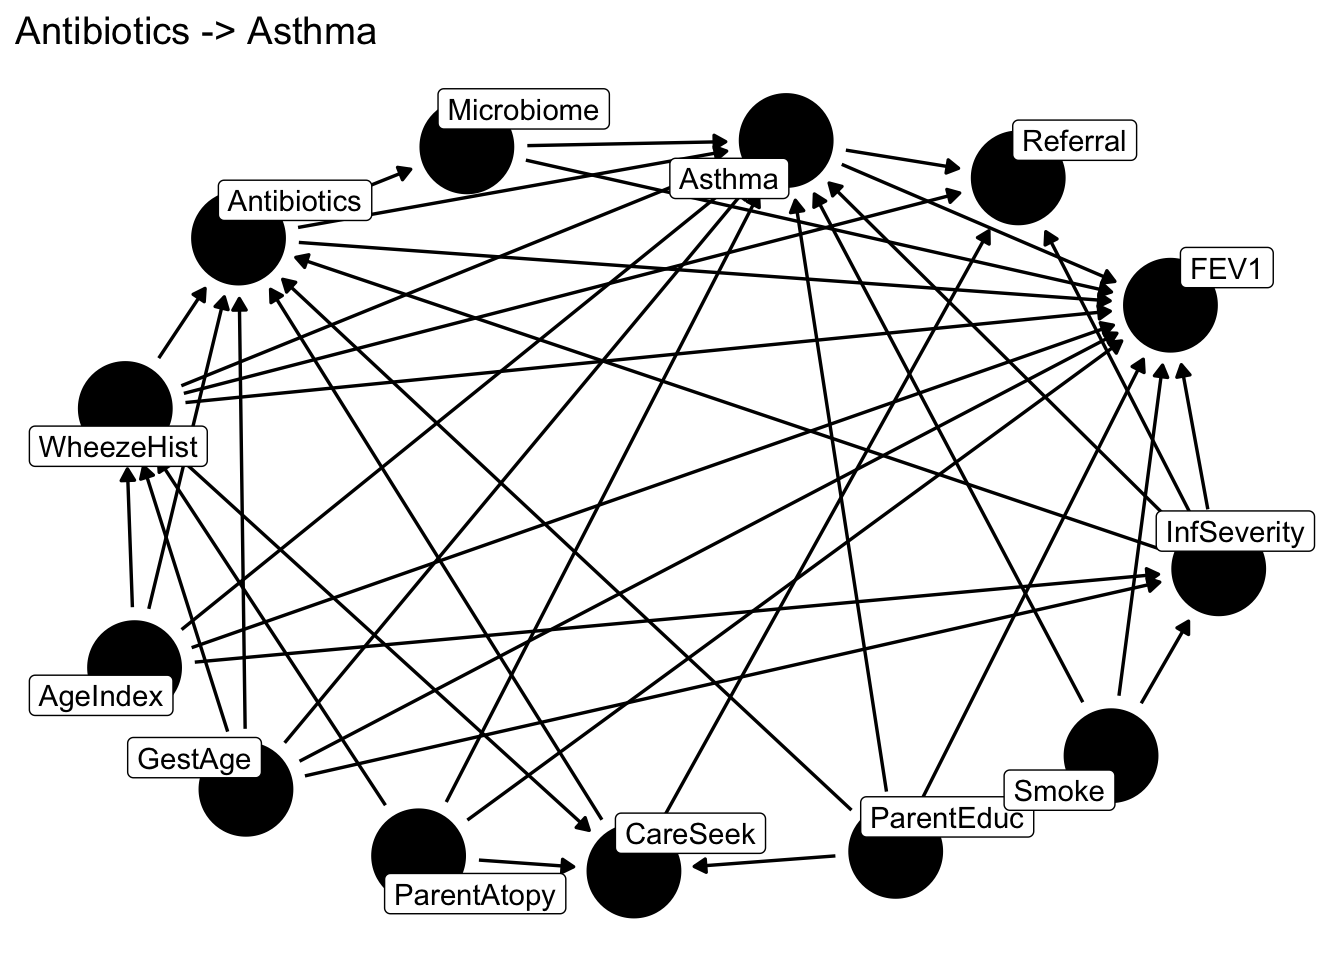 Antibiotics -> Asthma
Microbiome
Referral
Asthma
Antibiotics
FEV1
WheezeHist
InfSeverity
AgeIndex
GestAge
Smoke
ParentEduc
CareSeek
ParentAtopy